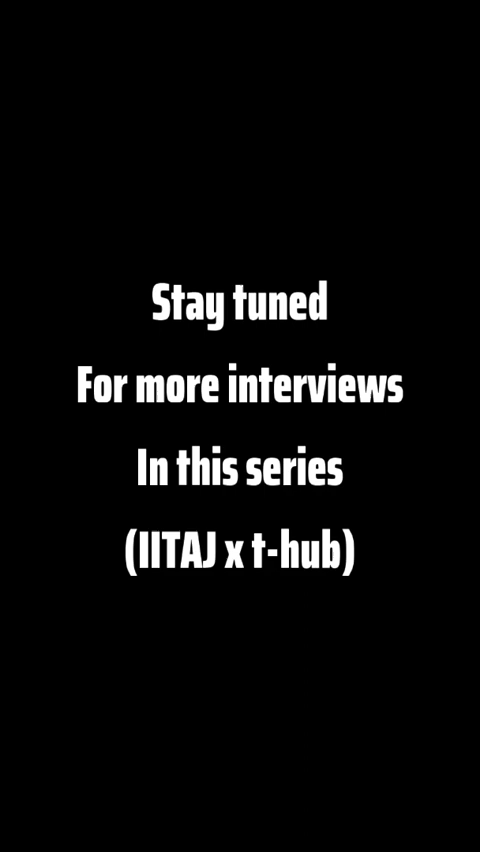 Stay tuned
For more interviews
In this series
(IITAJ x t-hub)